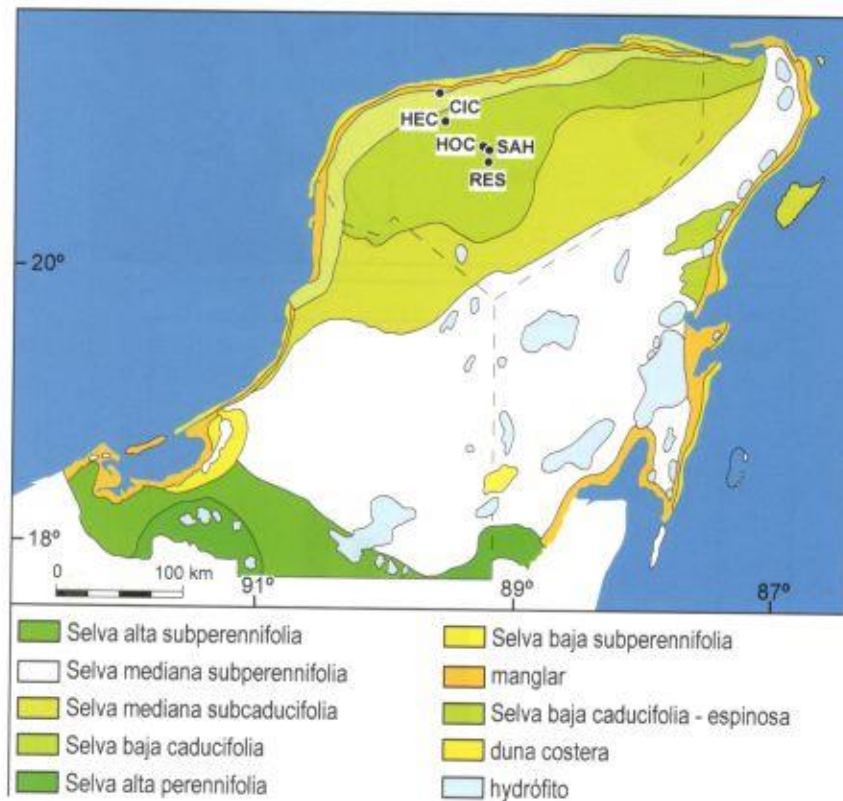 CIC
HEC
HOC SAH
RES
20º
18º
0 100 km
91º 89º 87º
Selva alta subperennifolia
Selva mediana subperennifolia
Selva mediana subcaducifolia
Selva baja caducifolia
Selva alta perennifolia
Selva baja subperennifolia
manglar
Selva baja caducifolia - espinosa
duna costera
hydrófito